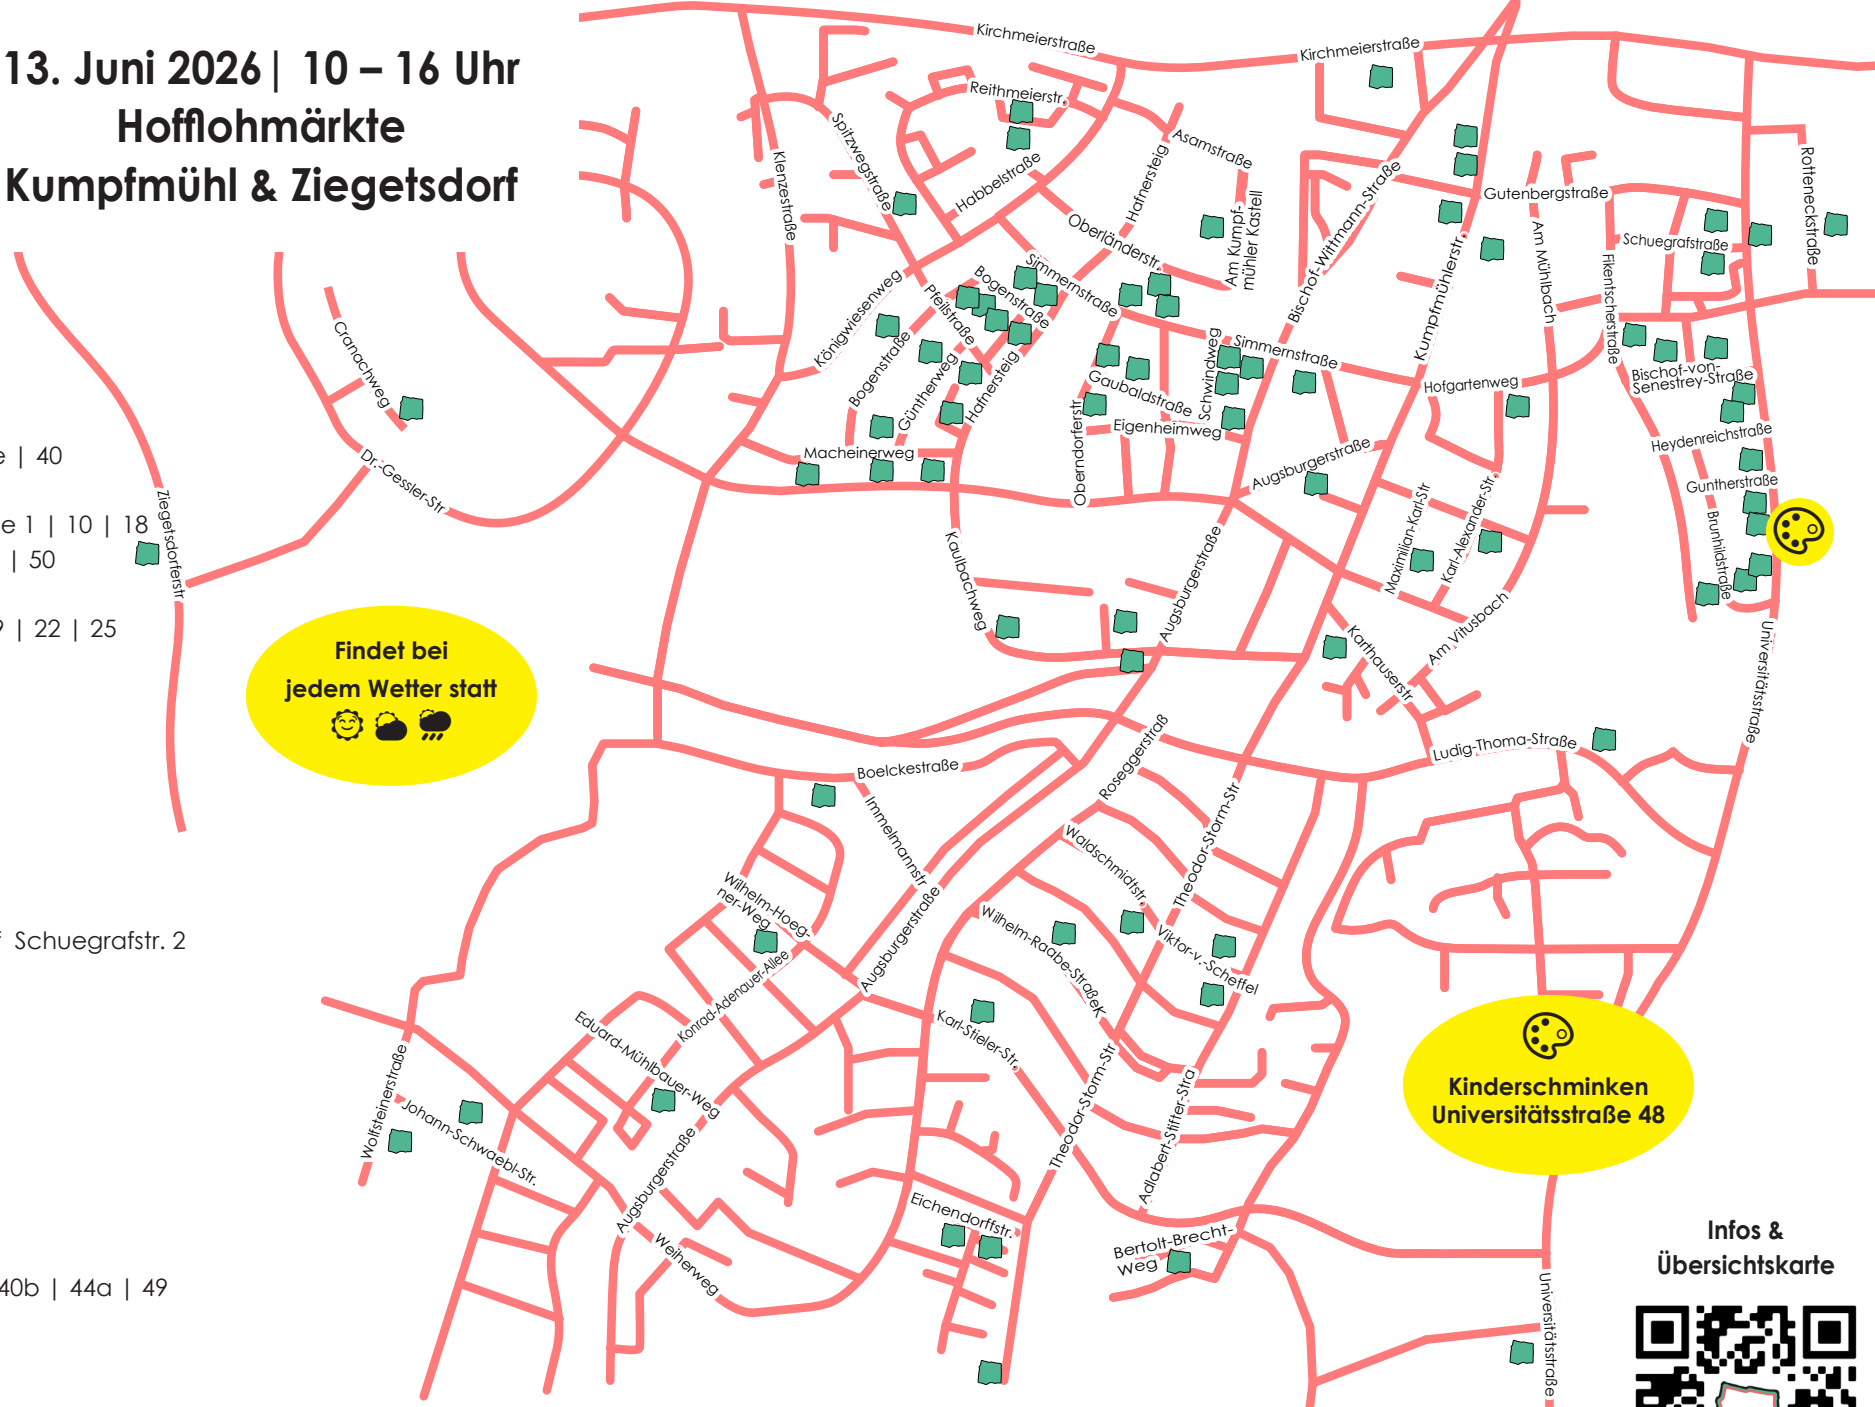 13. Juni 2026| 10 – 16 Uhr
Hofflohmärkte
Kumpfmühl & Ziegetsdorf
e | 40
e 1 | 10 | 18
| 50
9 | 22 | 25
Schuegrafstr. 2
40b | 44a | 49
Findet bei
jedem Wetter statt
Kinderschminken
Universitätsstraße 48
Infos &
Übersichtskarte
Kirchmeierstraße
Kirchmeierstraße
Reithmeierstr.
Spitzwegstraße
Klenzestraße
Habbelstraße
Asamstraße
Hafnersteig
Am Kumpf-
mühler Kastell
Oberländerstr.
Bischof-Wittmann-Straße
Gutenbergstraße
Rotteneckstraße
Schuegrafstraße
Fikentscherstraße
Am Mühlbach
Kumpfmühlerstr.
Simmernstraße
Bogenstraße
Pfeilstraße
Königwiesenweg
Bogenstraße
Güntherweg
Hafnersteig
Macheinerweg
Simmernstraße
Schwindweg
Gaubaldstraße
Eigenheimweg
Oberndorferstr
Hofgartenweg
Bischof-von-
Senestrey-Straße
Heydenreichstraße
Guntherstraße
Brunhildstraße
Augsburgerstraße
Maximilian-Karl-Str
Karl-Alexander-Str.
Am Vitusbach
Karthauserstr.
Universitätsstraße
Cranachweg
Dr.-Gessler-Str
Ziegetsdorferstr
Kaulbachweg
Augsburgerstraße
Ludig-Thoma-Straße
Boelckestraße
Immelmannstr.
Roseggerstraß
Waldschmidtstr.
Theodor-Storm-Str
Viktor-v.-Scheffel
Wilhelm-Raabe-StraßeK
Wilhelm-Hoeg-
ner-Weg
Konrad-Adenauer-Allee
Augsburgerstraße
Karl-Stieler-Str.
Eduard-Mühlbauer-Weg
Wolfsteinerstraße
Johann-Schwaebl-Str.
Augsburgerstraße
Weiherweg
Theodor-Storm-Str
Adlabert-Stifter-Stra
Eichendorffstr.
Bertolt-Brecht-
Weg
Universitätsstraße